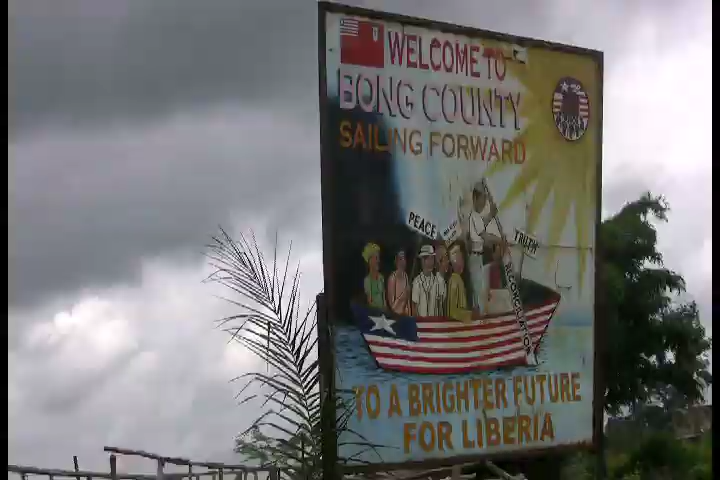 WELCOME TO
BONG COUNTY
SAILING FORWARD
PEACE
TRUTH
RECONCILIATION
TO A BRIGHTER FUTURE
FOR LIBERIA